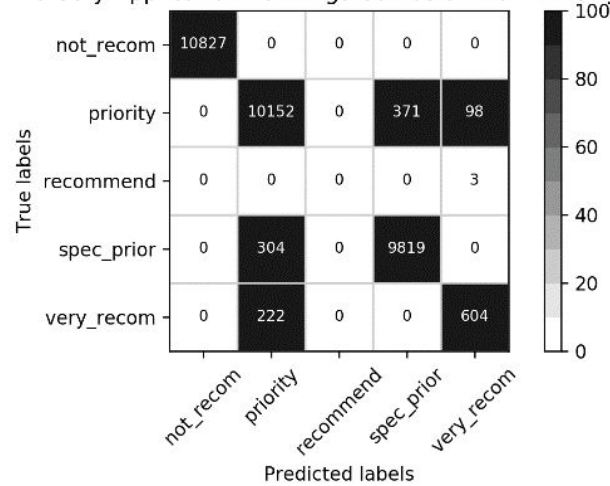 not_recom 10827 0 0 0 0
100
80
priority 0 10152 0 371 98
60
recommend 0 0 0 0 3
40
spec_prior 0 304 0 9819 0
20
very_recom 0 222 0 0 604
0
True labels
not_recom priority recommend spec_prior very_recom
Predicted labels